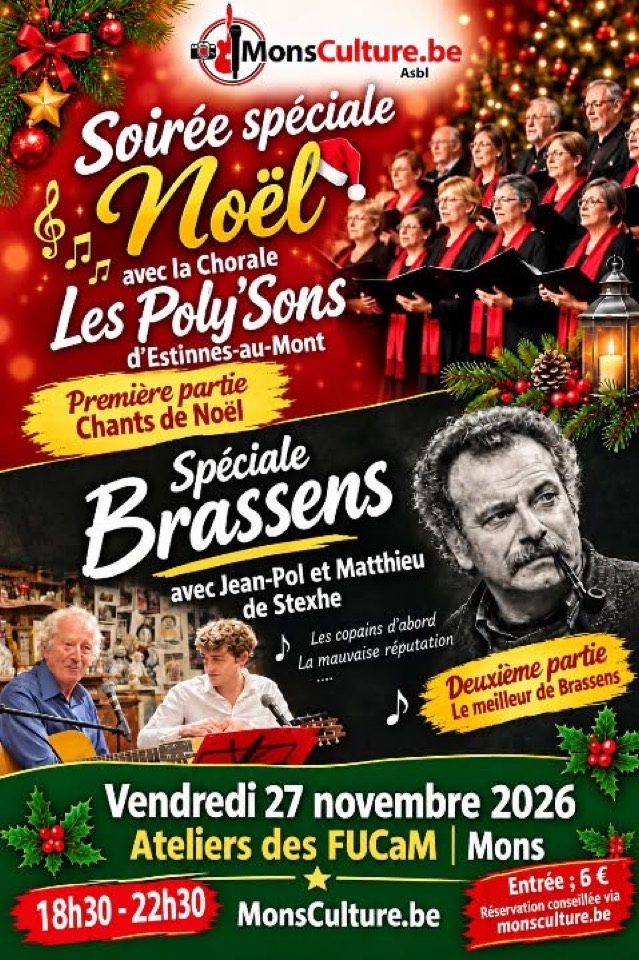 MonsCulture.be
Asbl
Soirée spéciale
Noël
avec la Chorale
Les Poly'Sons
d'Estinnes-au-Mont
Première partie
Chants de Noël
Spéciale
Brassens
avec Jean-Pol et Matthieu
de Stexhe
Les copains d'abord
La mauvaise réputation
....
Deuxième partie
Le meilleur de Brassens
Vendredi 27 novembre 2026
Ateliers des FUCaM | Mons
18h30 - 22h30
MonsCulture.be
Entrée ; 6 €
Réservation conseillée via
monsculture.be